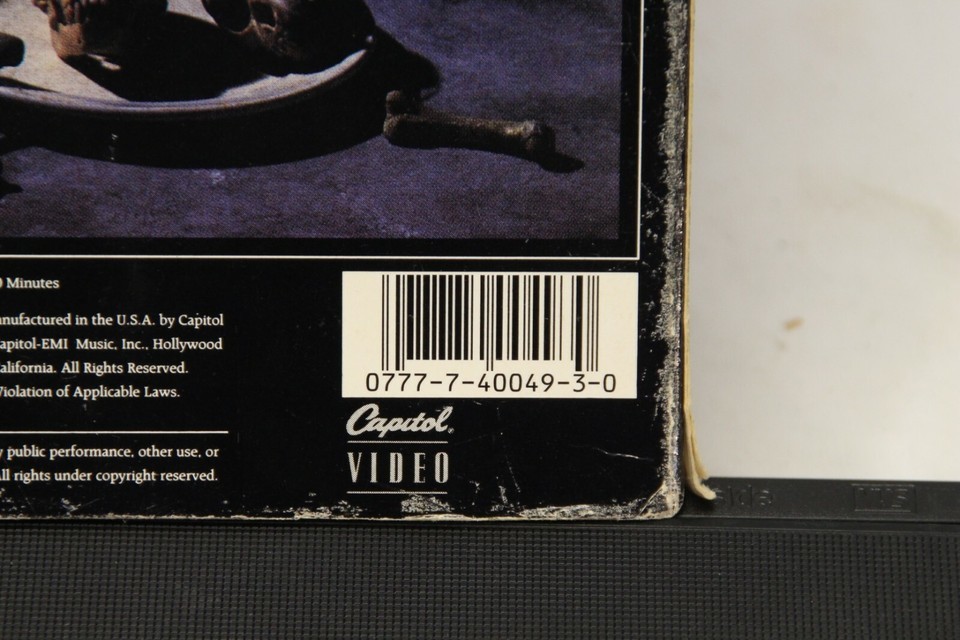 Minutes
anufactured in the U.S.A. by Capitol
apitol-EMI Music, Inc., Hollywood
alifornia. All Rights Reserved.
Violation of Applicable Laws.
y public performance, other use, or
All rights under copyright reserved.
0777-7-40049-3-0
Capitol®
VIDEO